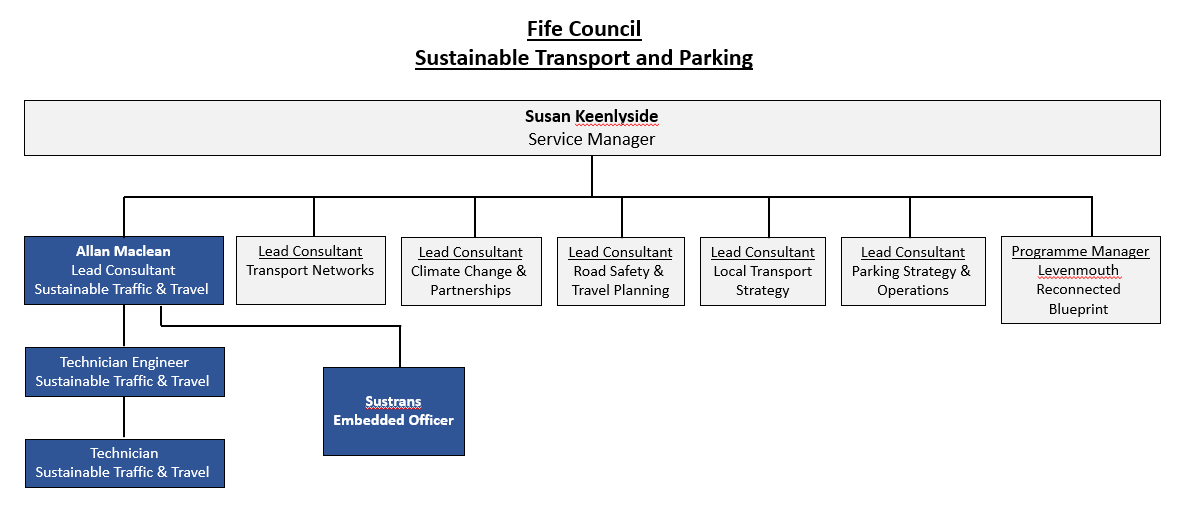 Fife Council
Sustainable Transport and Parking
Susan Keenlyside
Service Manager
Allan Maclean
Lead Consultant
Sustainable Traffic & Travel
Lead Consultant
Transport Networks
Lead Consultant
Climate Change &
Partnerships
Lead Consultant
Road Safety &
Travel Planning
Lead Consultant
Local Transport
Strategy
Lead Consultant
Parking Strategy &
Operations
Programme Manager
Levenmouth
Reconnected
Blueprint
Technician Engineer
Sustainable Traffic & Travel
Sustrans
Embedded Officer
Technician
Sustainable Traffic & Travel